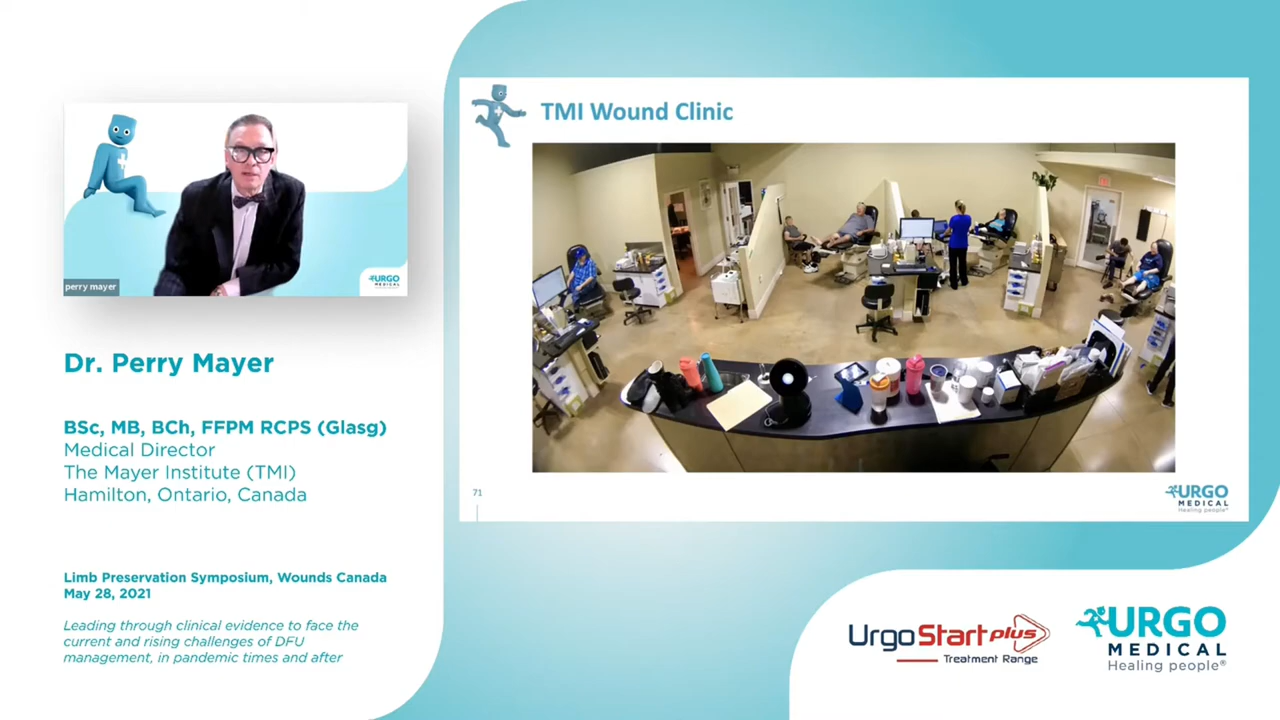 perry mayer
URGO
MEDICAL
Dr. Perry Mayer
BSc, MB, BCh, FFPM RCPS (Glasg)
Medical Director
The Mayer Institute (TMI)
Hamilton, Ontario, Canada
Limb Preservation Symposium, Wounds Canada
May 28, 2021
Leading through clinical evidence to face the
current and rising challenges of DFU
management, in pandemic times and after
TMI Wound Clinic
71
URGO
MEDICAL
Healing people®
UrgoStart plus
Treatment Range
URGO
MEDICAL
Healing people®